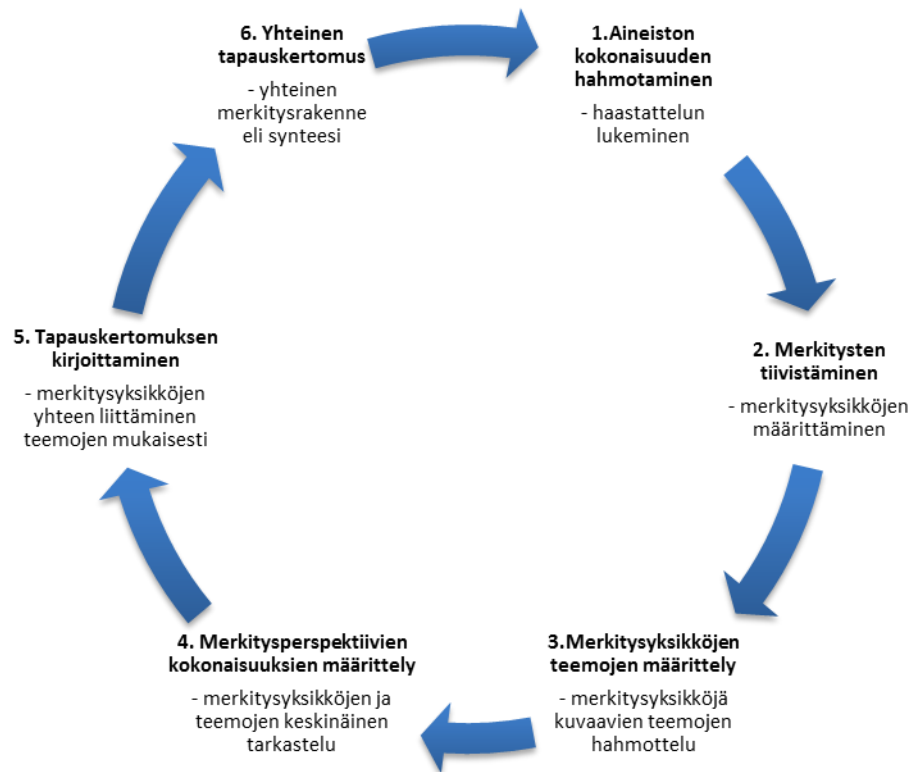 1.Aineiston
kokonaisuuden
hahmotaminen
- haastattelun
lukeminen
2. Merkitysten
tiivistäminen
- merkitysyksikköjen
määrittäminen
3.Merkitysyksikköjen
teemojen määrittely
- merkitysyksikköjä
kuvaavien teemojen
hahmottelu
4. Merkitysperspektiivien
kokonaisuuksien määrittely
- merkitysyksikköjen ja
teemojen keskinäinen
tarkastelu
5. Tapauskertomuksen
kirjoittaminen
- merkitysyksikköjen
yhteen liittäminen
teemojen mukaisesti
6. Yhteinen
tapauskertomus
- yhteinen
merkitysrakenne
eli synteesi